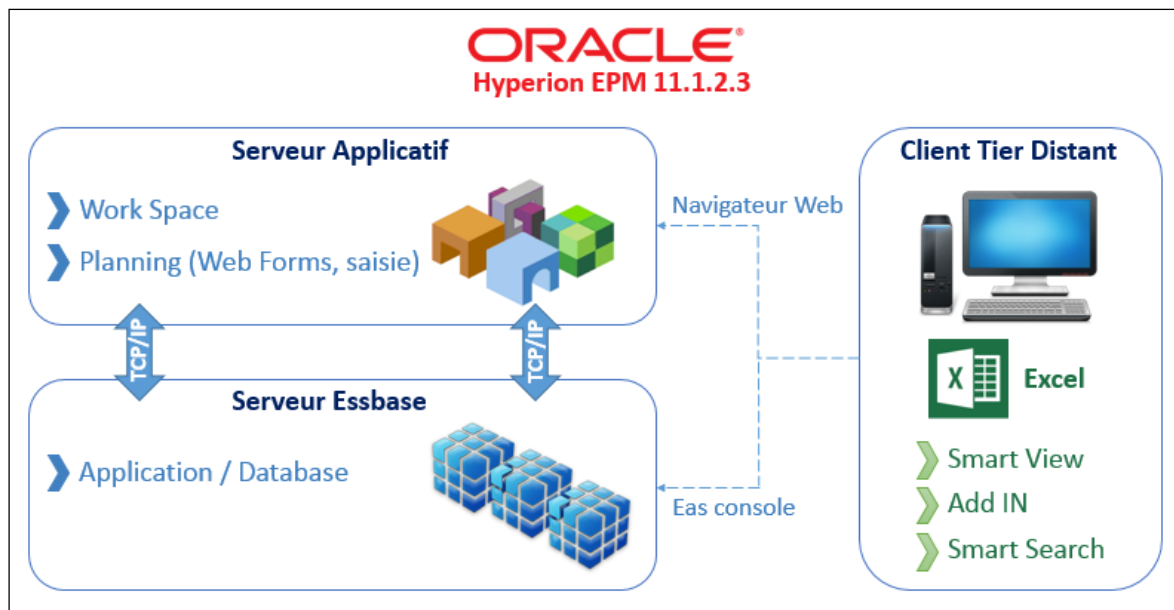 ORACLE®
Hyperion EPM 11.1.2.3
Serveur Applicatif
Work Space
Planning (Web Forms, saisie)
TCP/IP
TCP/IP
Serveur Essbase
Application / Database
Navigateur Web
Eas console
Client Tier Distant
X
Excel
Smart View
Add IN
Smart Search